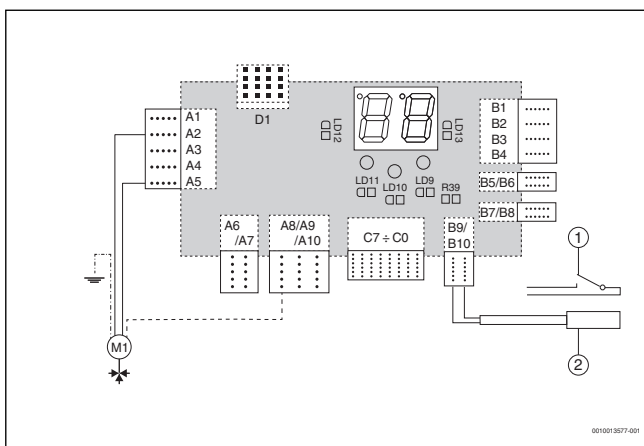 D1
88
LD12
LD13
LD11
LD10
LD9
R39
A1
A2
A3
A4
A5
B1
B2
B3
B4
B5/B6
B7/B8
A6
/A7
A8/A9
/A10
C7÷C0
B9/
B10
1
2
M1
0010013577-001